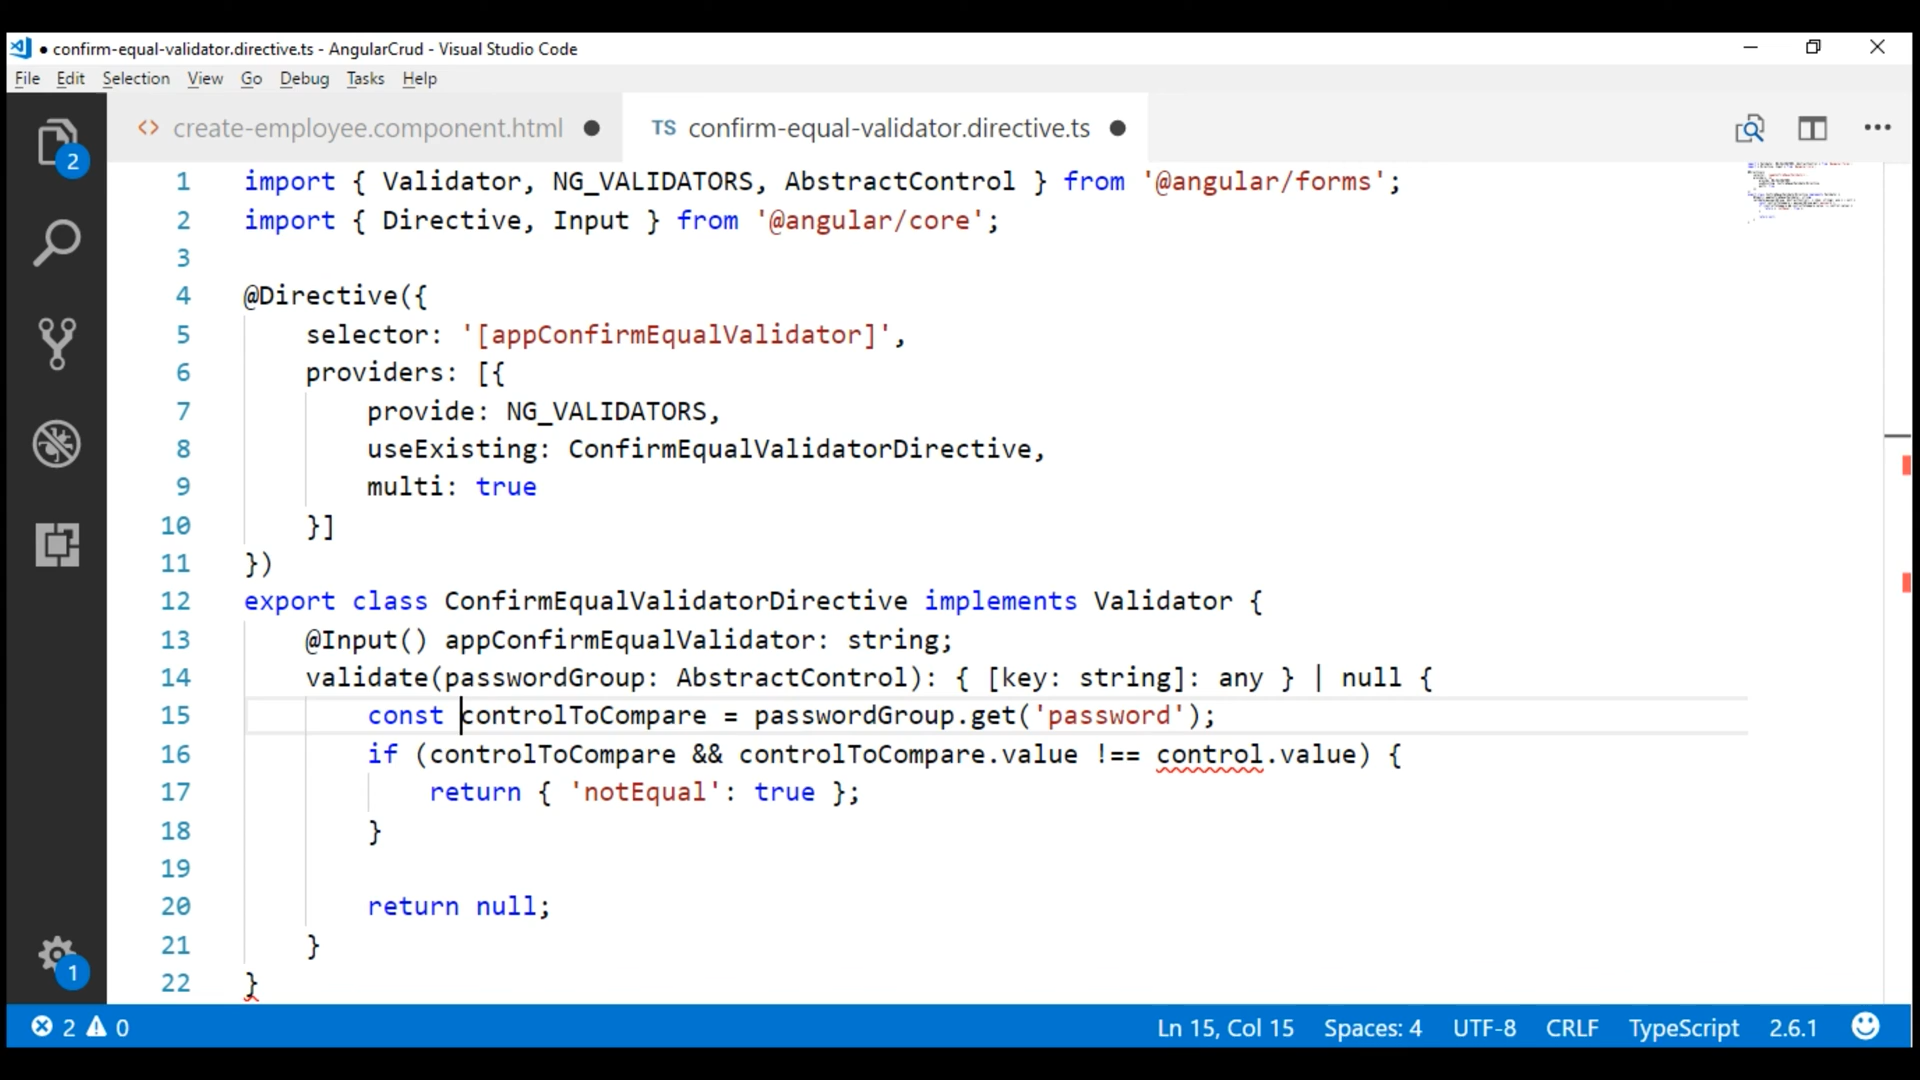 ● confirm-equal-validator.directive.ts - AngularCrud - Visual Studio Code
File Edit Selection View Go Debug Tasks Help
<> create-employee.component.html ● TS confirm-equal-validator.directive.ts ●
2
1 import { Validator, NG_VALIDATORS, AbstractControl } from '@angular/forms';
2 import { Directive, Input } from '@angular/core';
3
4 @Directive({
5     selector: '[appConfirmEqualValidator]',
6     providers: [{
7         provide: NG_VALIDATORS,
8         useExisting: ConfirmEqualValidatorDirective,
9         multi: true
10     }]
11 })
12 export class ConfirmEqualValidatorDirective implements Validator {
13     @Input() appConfirmEqualValidator: string;
14     validate(passwordGroup: AbstractControl): { [key: string]: any } | null {
15         const controlToCompare = passwordGroup.get('password');
16         if (controlToCompare && controlToCompare.value !== control.value) {
17             return { 'notEqual': true };
18         }
19
20         return null;
21     }
22 }
1
2 0 Ln 15, Col 15 Spaces: 4 UTF-8 CRLF TypeScript 2.6.1